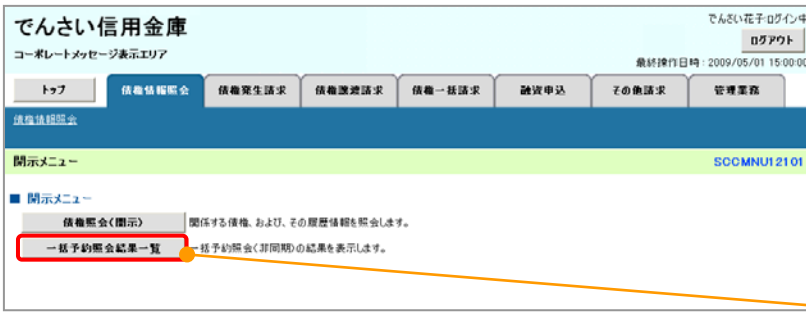 でんさい信用金庫
でんさい花子:ログイン中
コーポレートメッセージ表示エリア
ログアウト
最終操作日時:2009/05/01 15:00:00
トップ 債権情報照会 債権発生請求 債権譲渡請求 債権一括請求 融資申込 その他請求 管理業務
債権情報照会
開示メニュー SCCMNU12101
■ 開示メニュー
債権照会(開示) 関係する債権、および、その履歴情報を照会します。
一括予約照会結果一覧 一括予約照会(非同期)の結果を表示します。